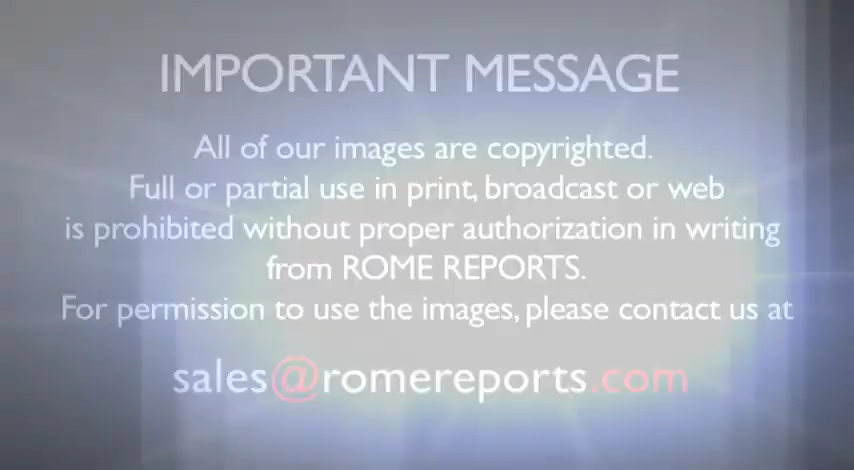 IMPORTANT MESSAGE
All of our images are copyrighted.
Full or partial use in print, broadcast or web
is prohibited without proper authorization in writing
from ROME REPORTS.
For permission to use the images, please contact us at
sales@romereports.com